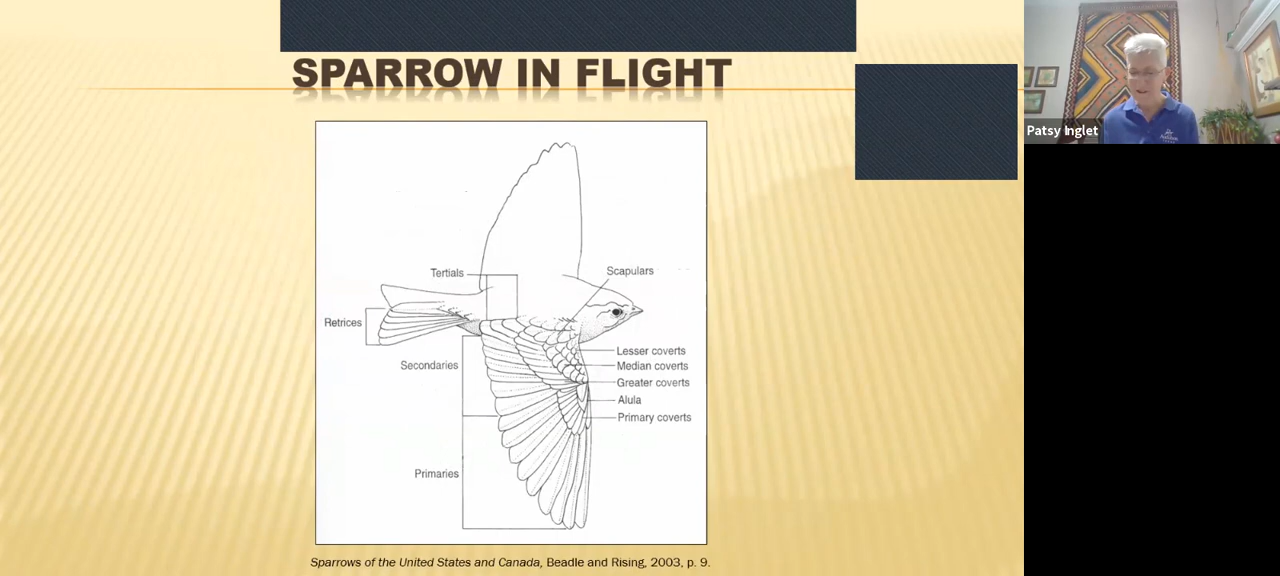 SPARROW IN FLIGHT
Patsy Inglet
Tertials
Scapulars
Retrices
Lesser coverts
Secondaries
Median coverts
Greater coverts
Alula
Primary coverts
Primaries
Sparrows of the United States and Canada, Beadle and Rising, 2003, p. 9.